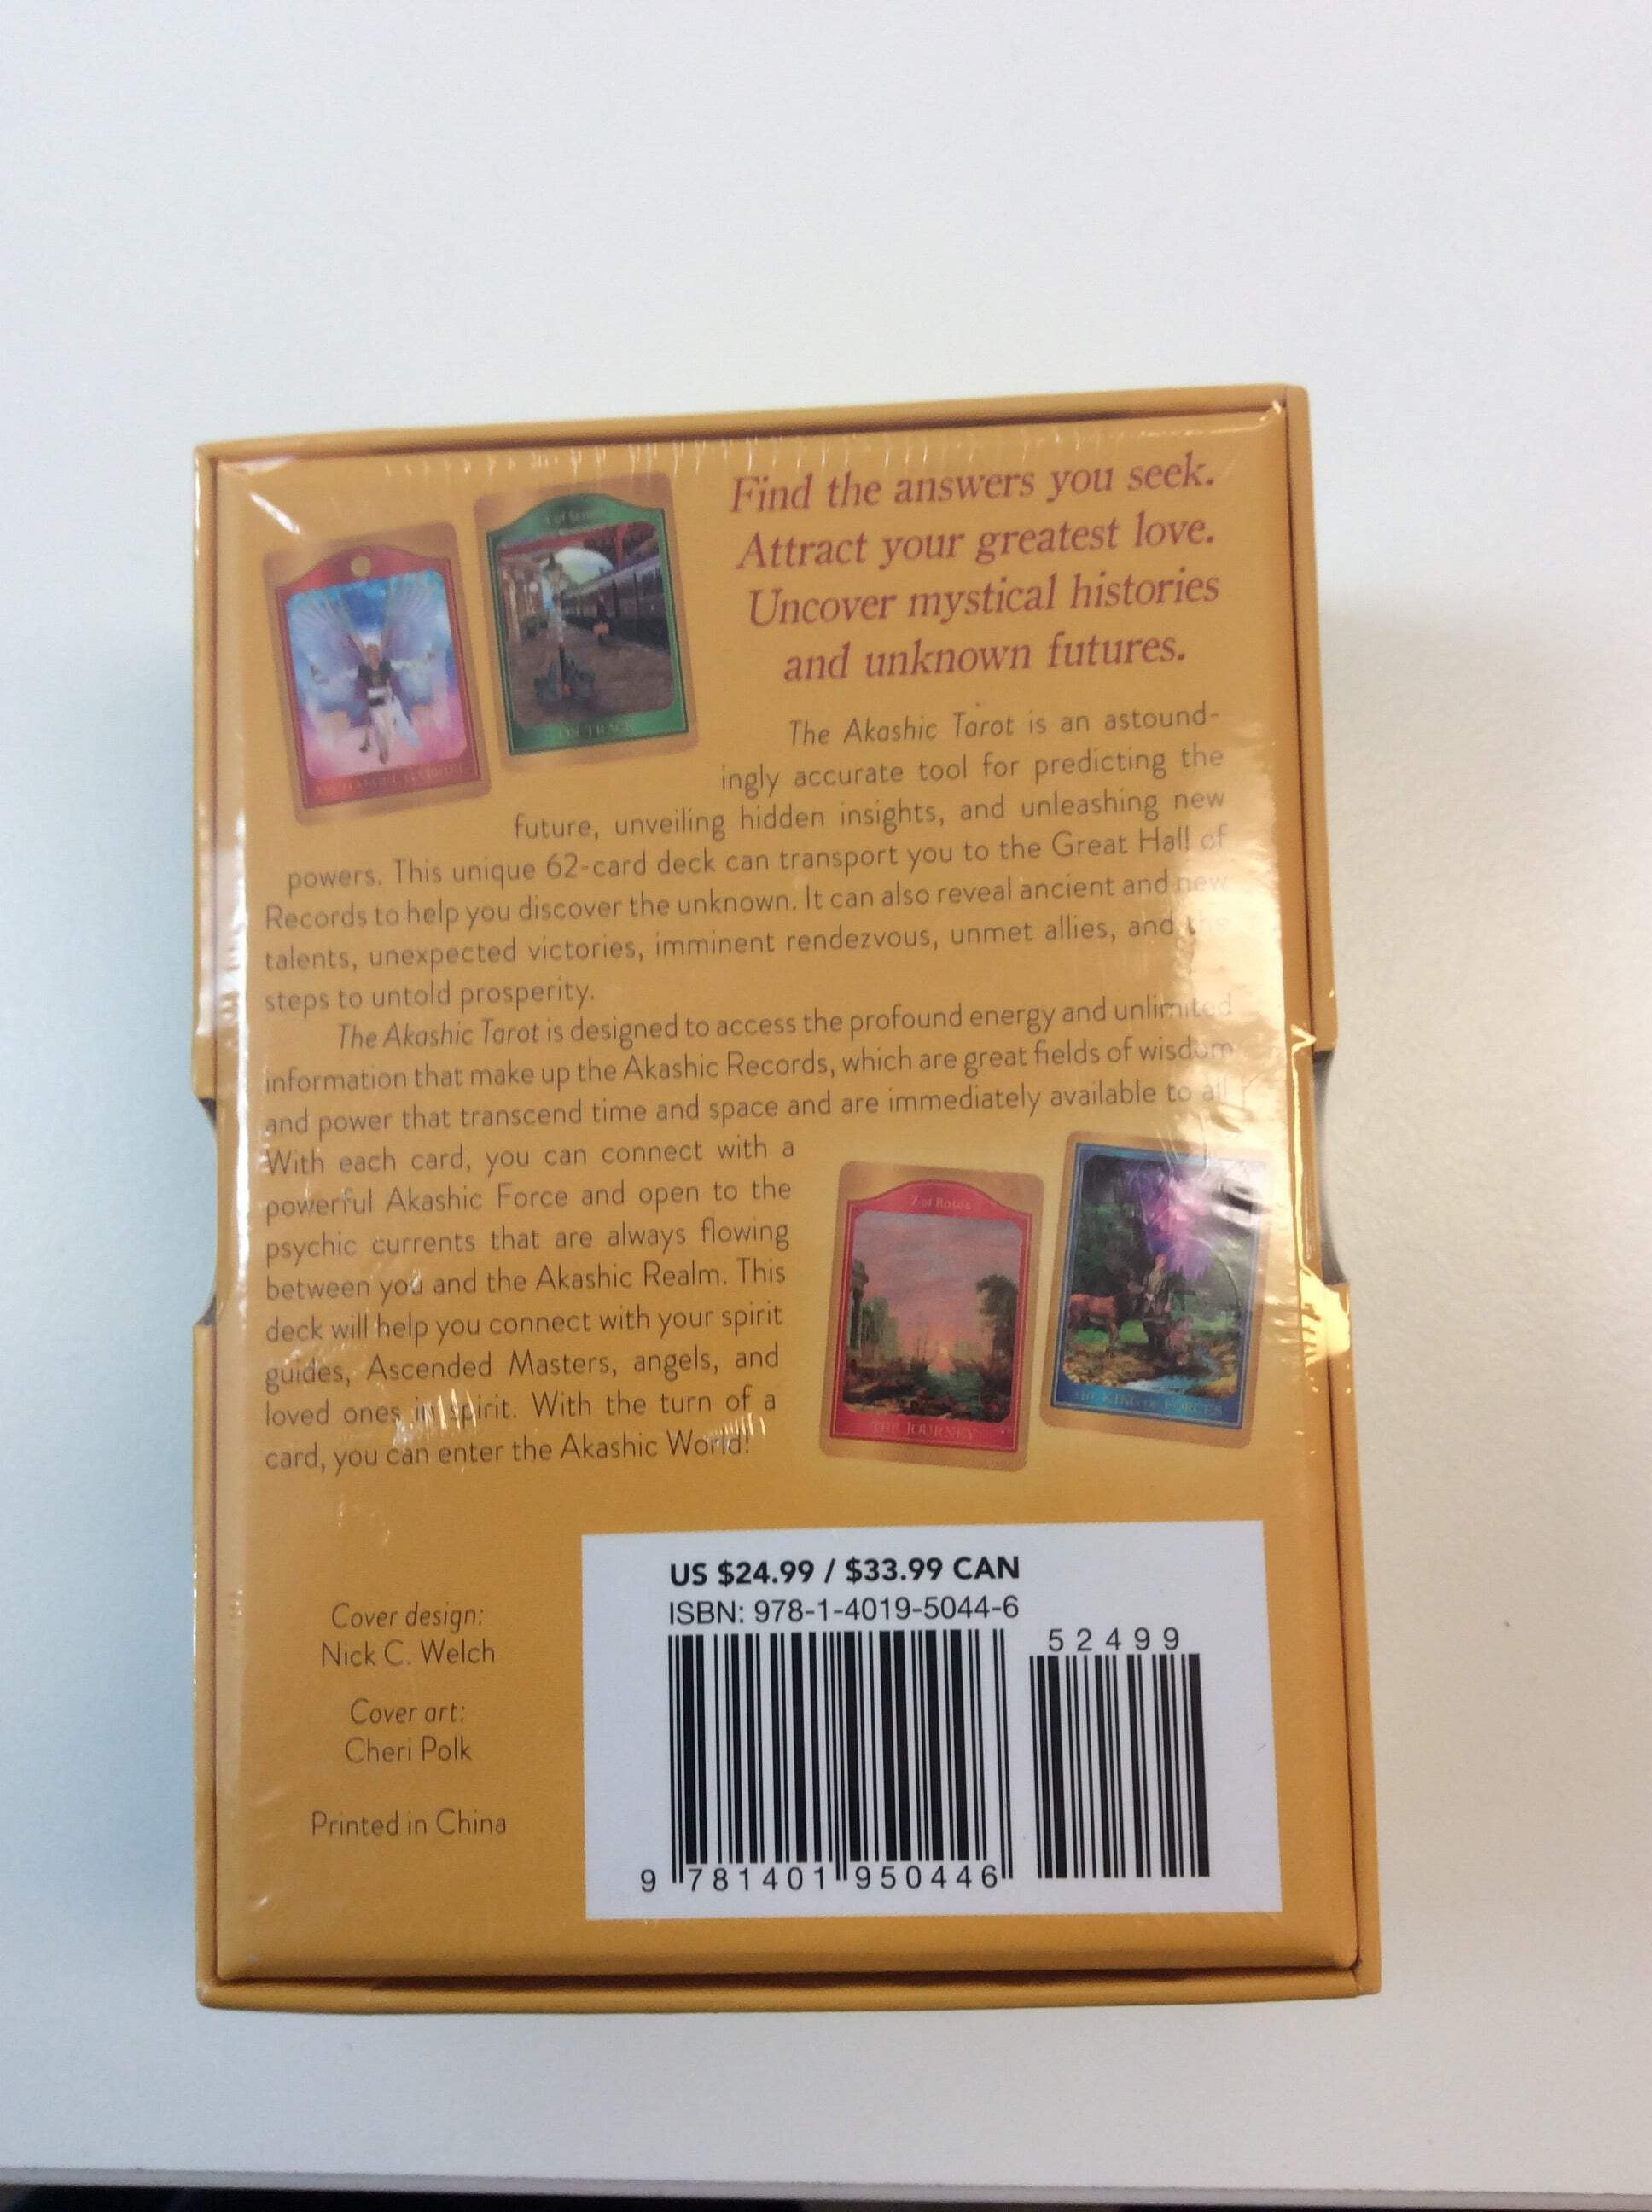 Find the answers you seek.
Attract your greatest love.
Uncover mystical histories
and unknown futures.
The Akashic Tarot is an astound-
ingly accurate tool for predicting the
future, unveiling hidden insights, and unleashing new
powers. This unique 62-card deck can transport you to the Great Hall of
Records to help you discover the unknown. It can also reveal ancient and new
talents, unexpected victories, imminent rendezvous, unmet allies, and the
steps to untold prosperity.
The Akashic Tarot is designed to access the profound energy and unlimited
information that make up the Akashic Records, which are great fields of wisdom
and power that transcend time and space and are immediately available to all
With each card, you can connect with a
powerful Akashic Force and open to the
psychic currents that are always flowing
between you and the Akashic Realm. This
deck will help you connect with your spirit
guides, Ascended Masters, angels, and
loved ones in spirit. With the turn of a
card, you can enter the Akashic World!
ON TRACK
7 of Roses
THE JOURNEY
THE KING OF FORCES
Cover design:
Nick C. Welch
Cover art:
Cheri Polk
Printed in China
US $24.99 / $33.99 CAN
ISBN: 978-1-4019-5044-6
52499
9 781401 950446